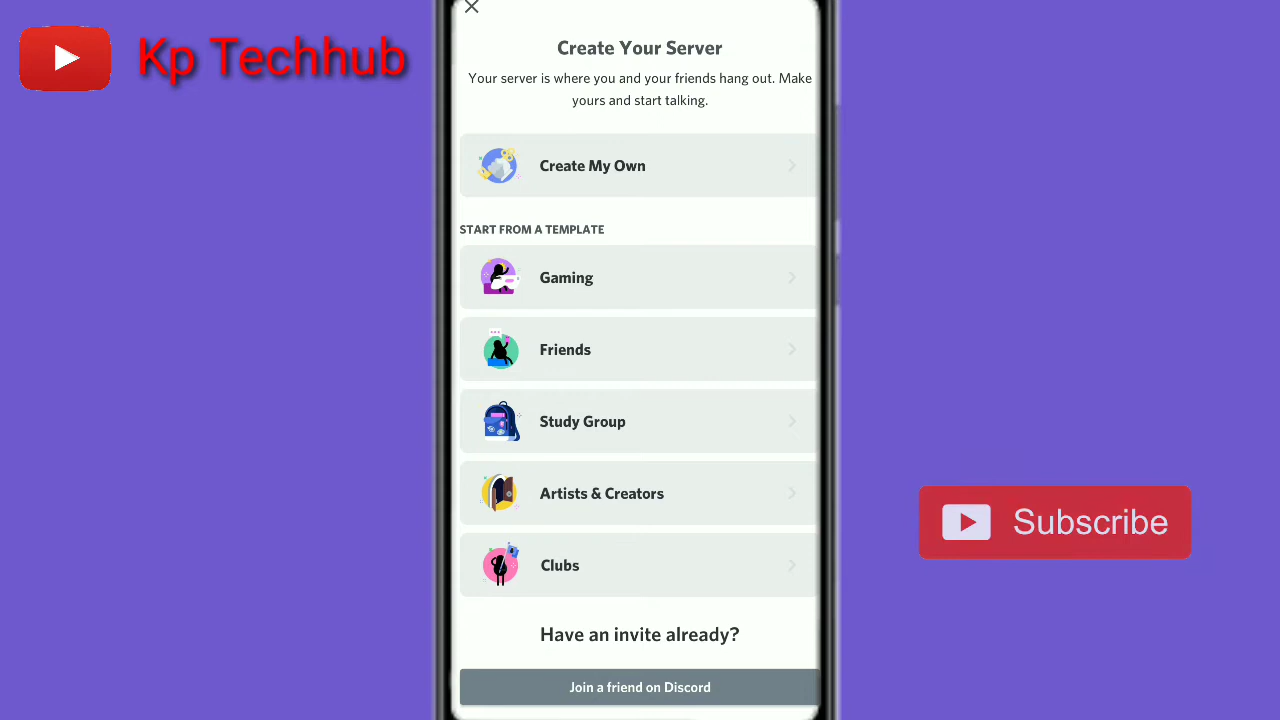 Kp Techhub
Create Your Server
Your server is where you and your friends hang out. Make
yours and start talking.
Create My Own
START FROM A TEMPLATE
Gaming
Friends
Study Group
Artists & Creators
Clubs
Have an invite already?
Join a friend on Discord
Subscribe